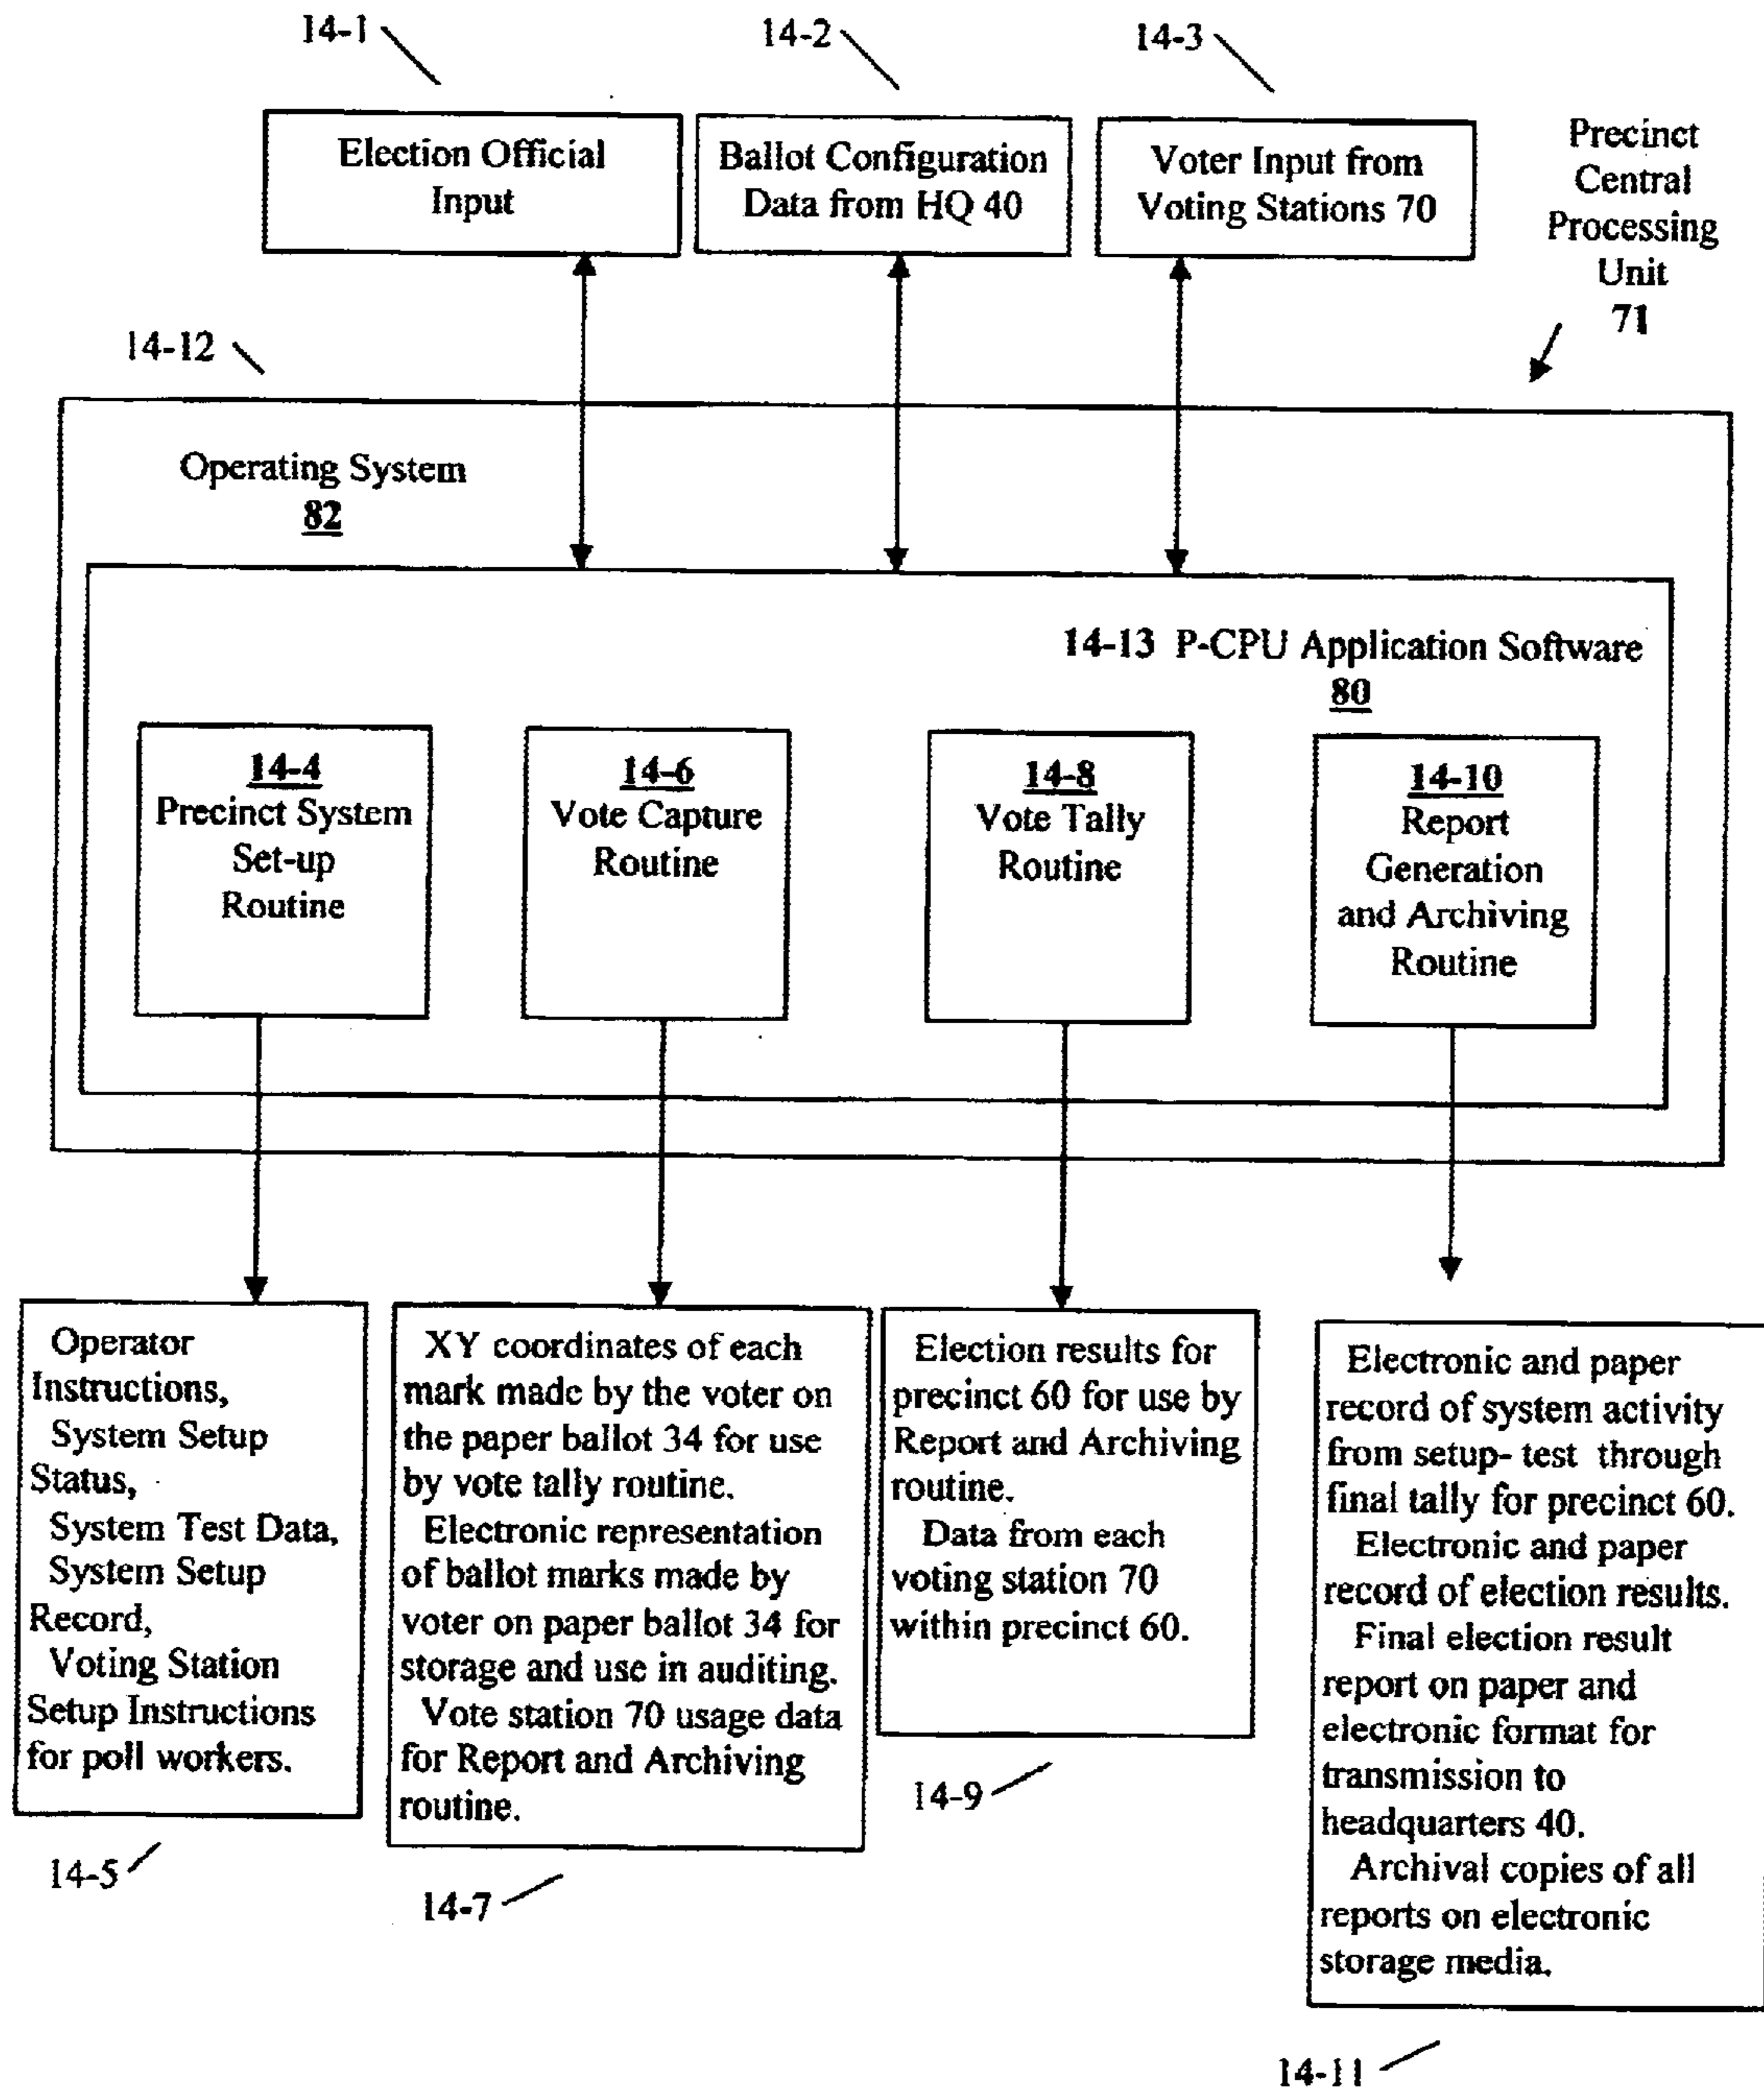 14-1
14-2
14-3
Election Official
Input
Ballot Configuration
Data from HQ 40
Voter Input from
Voting Stations 70
Precinct
Central
Processing
Unit
71
14-12
Operating System
82
14-13 P-CPU Application Software
80
14-4
Precinct System
Set-up
Routine
14-6
Vote Capture
Routine
14-8
Vote Tally
Routine
14-10
Report
Generation
and Archiving
Routine
Operator
Instructions,
System Setup
Status,
System Test Data,
System Setup
Record,
Voting Station
Setup Instructions
for poll workers.
14-5
XY coordinates of each
mark made by the voter on
the paper ballot 34 for use
by vote tally routine.
Electronic representation
of ballot marks made by
voter on paper ballot 34 for
storage and use in auditing.
Vote station 70 usage data
for Report and Archiving
routine.
14-7
Election results for
precinct 60 for use by
Report and Archiving
routine.
Data from each
voting station 70
within precinct 60.
14-9
Electronic and paper
record of system activity
from setup- test through
final tally for precinct 60.
Electronic and paper
record of election results.
Final election result
report on paper and
electronic format for
transmission to
headquarters 40.
Archival copies of all
reports on electronic
storage media.
14-11